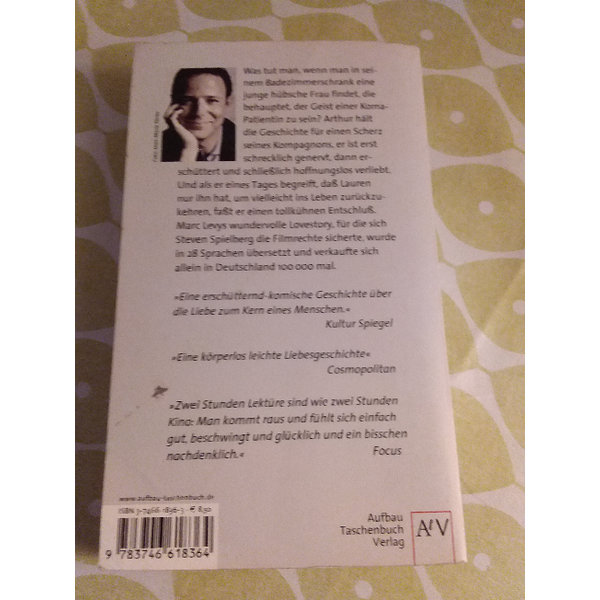 Was tut man, wenn man in sei-
nem Badezimmerschrank eine
junge hübsche Frau findet, die
behauptet, der Geist einer Koma-
Patientin zu sein? Arthur hält
die Geschichte für einen Scherz
seines Kompagnons, er ist erst
schrecklich genervt, dann er-
schüttert und schließlich hoffnungslos verliebt.
Und als er eines Tages begreift, daß Lauren
nur ihn hat, um vielleicht ins Leben zurückzu-
kehren, faßt er einen tollkühnen Entschluß.
Marc Levys wundervolle Lovestory, für die sich
Steven Spielberg die Filmrechte sicherte, wurde
in 28 Sprachen übersetzt und verkaufte sich
allein in Deutschland 100 000 mal.
»Eine erschütternd-komische Geschichte über
die Liebe zum Kern eines Menschen.«
Kultur Spiegel
»Eine körperlos leichte Liebesgeschichte«
Cosmopolitan
»Zwei Stunden Lektüre sind wie zwei Stunden
Kino: Man kommt raus und fühlt sich einfach
gut, beschwingt und glücklich und ein bisschen
nachdenklich.«
Focus
www.aufbau-taschenbuch.de
ISBN 3-7466-1836-3 · € 8,50
9 783746 618364
Aufbau
Taschenbuch
Verlag
AtV